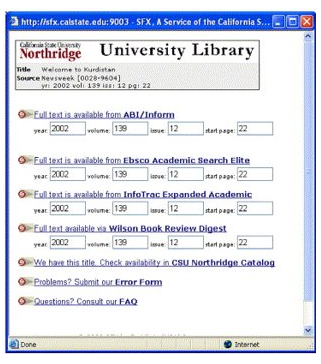 http://sfx.calstate.edu:9003 - SFX, A Service of the California S...
California State University
Northridge
University Library
Title Welcome to Kurdistan
Source Newsweek [0028-9604]
yr: 2002 vol: 139 iss: 12 pg: 22
Full text is available from ABI/Inform
year: 2002 volume: 139 issue: 12 start page: 22
Full text is available from Ebsco Academic Search Elite
year: 2002 volume: 139 issue: 12 start page: 22
Full text is available from InfoTrac Expanded Academic
year: 2002 volume: 139 issue: 12 start page: 22
Full text available via Wilson Book Review Digest
year: 2002 volume: 139 issue: 12 start page: 22
We have this title. Check availability in CSU Northridge Catalog
Problems? Submit our Error Form
Questions? Consult our FAQ
Done
Internet